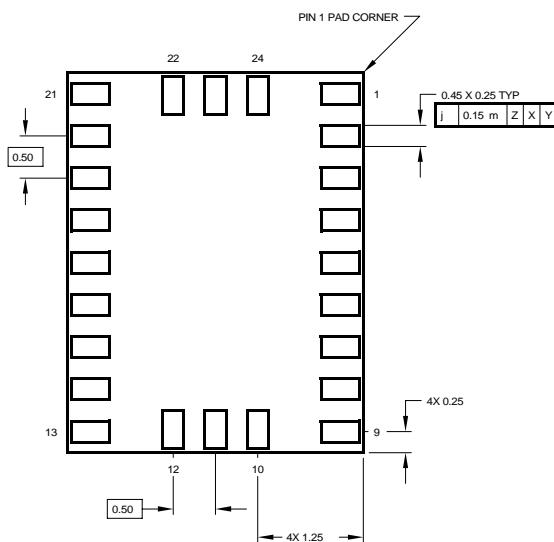 PIN 1 PAD CORNER
22 24
21 1
0.45 X 0.25 TYP
j 0.15 m Z X Y
0.50
4X 0.25
13 9
12 10
0.50
4X 1.25